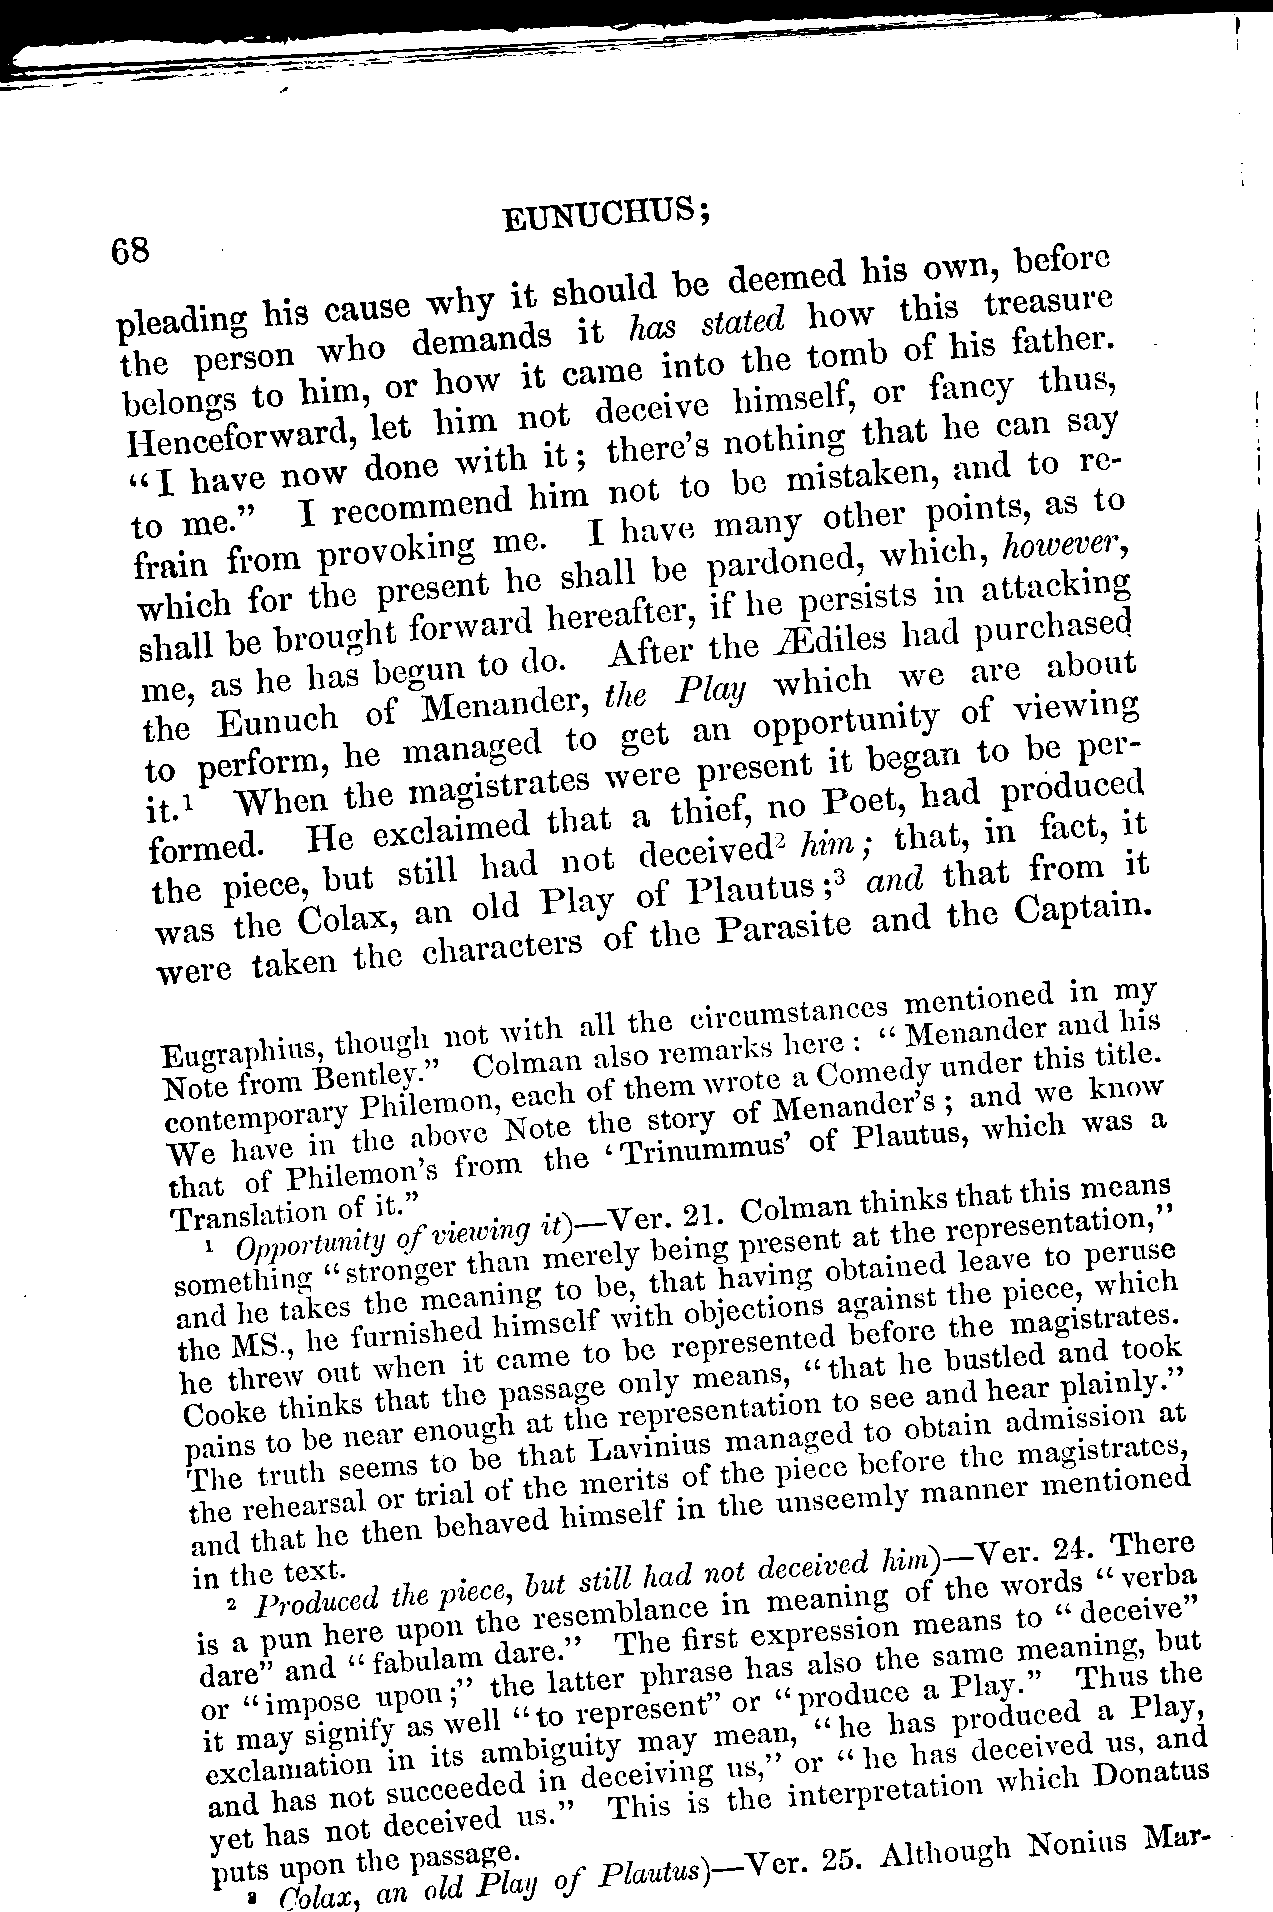 EUNUCHUS;
68
pleading his cause why it should be deemed his own, before
the person who demands it has stated how this treasure
belongs to him, or how it came into the tomb of his father.
Henceforward, let him not deceive himself, or fancy thus,
“I have now done with it; there's nothing that he can say
to me.” I recommend him not to be mistaken, and to re-
frain from provoking me. I have many other points, as to
which for the present he shall be pardoned, which, however,
shall be brought forward hereafter, if he persists in attacking
me, as he has begun to do. After the Ædiles had purchased
the Eunuch of Menander, the Play which we are about
to perform, he managed to get an opportunity of viewing
it.¹ When the magistrates were present it began to be per-
formed. He exclaimed that a thief, no Poet, had produced
the piece, but still had not deceived² him; that, in fact, it
was the Colax, an old Play of Plautus;³ and that from it
were taken the characters of the Parasite and the Captain.
Eugraphius, though not with all the circumstances mentioned in my
Note from Bentley.” Colman also remarks here: “Menander and his
contemporary Philemon, each of them wrote a Comedy under this title.
We have in the above Note the story of Menander's; and we know
that of Philemon's from the ‘Trinummus’ of Plautus, which was a
Translation of it.”
¹ Opportunity of viewing it)—Ver. 21. Colman thinks that this means
something “stronger than merely being present at the representation,”
and he takes the meaning to be, that having obtained leave to peruse
the MS., he furnished himself with objections against the piece, which
he threw out when it came to be represented before the magistrates.
Cooke thinks that the passage only means, “that he bustled and took
pains to be near enough at the representation to see and hear plainly.”
The truth seems to be that Lavinius managed to obtain admission at
the rehearsal or trial of the merits of the piece before the magistrates,
and that he then behaved himself in the unseemly manner mentioned
in the text.
² Produced the piece, but still had not deceived him)—Ver. 24. There
is a pun here upon the resemblance in meaning of the words “verba
dare” and “fabulam dare.” The first expression means to “deceive”
or “impose upon;” the latter phrase has also the same meaning, but
it may signify as well “to represent” or “produce a Play.” Thus the
exclamation in its ambiguity may mean, “he has produced a Play,
and has not succeeded in deceiving us,” or “he has deceived us, and
yet has not deceived us.” This is the interpretation which Donatus
puts upon the passage.
³ Colax, an old Play of Plautus)—Ver. 25. Although Nonius Mar-